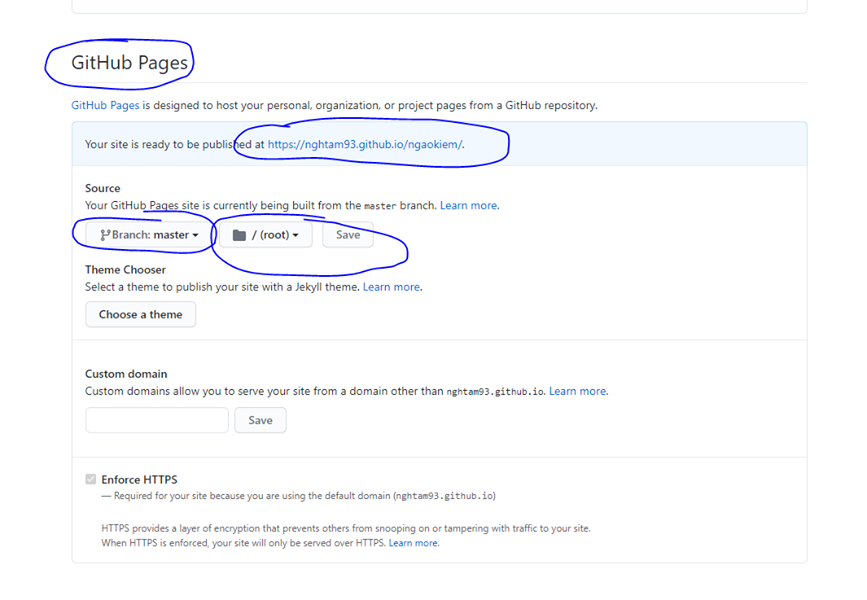 GitHub Pages
GitHub Pages is designed to host your personal, organization, or project pages from a GitHub repository.
Your site is ready to be published at https://nghtam93.github.io/ngaokiem/.
Source
Your GitHub Pages site is currently being built from the master branch. Learn more.
Branch: master / (root) Save
Theme Chooser
Select a theme to publish your site with a Jekyll theme. Learn more.
Choose a theme
Custom domain
Custom domains allow you to serve your site from a domain other than nghtam93.github.io. Learn more.
Save
Enforce HTTPS
— Required for your site because you are using the default domain (nghtam93.github.io)
HTTPS provides a layer of encryption that prevents others from snooping on or tampering with traffic to your site.
When HTTPS is enforced, your site will only be served over HTTPS. Learn more.